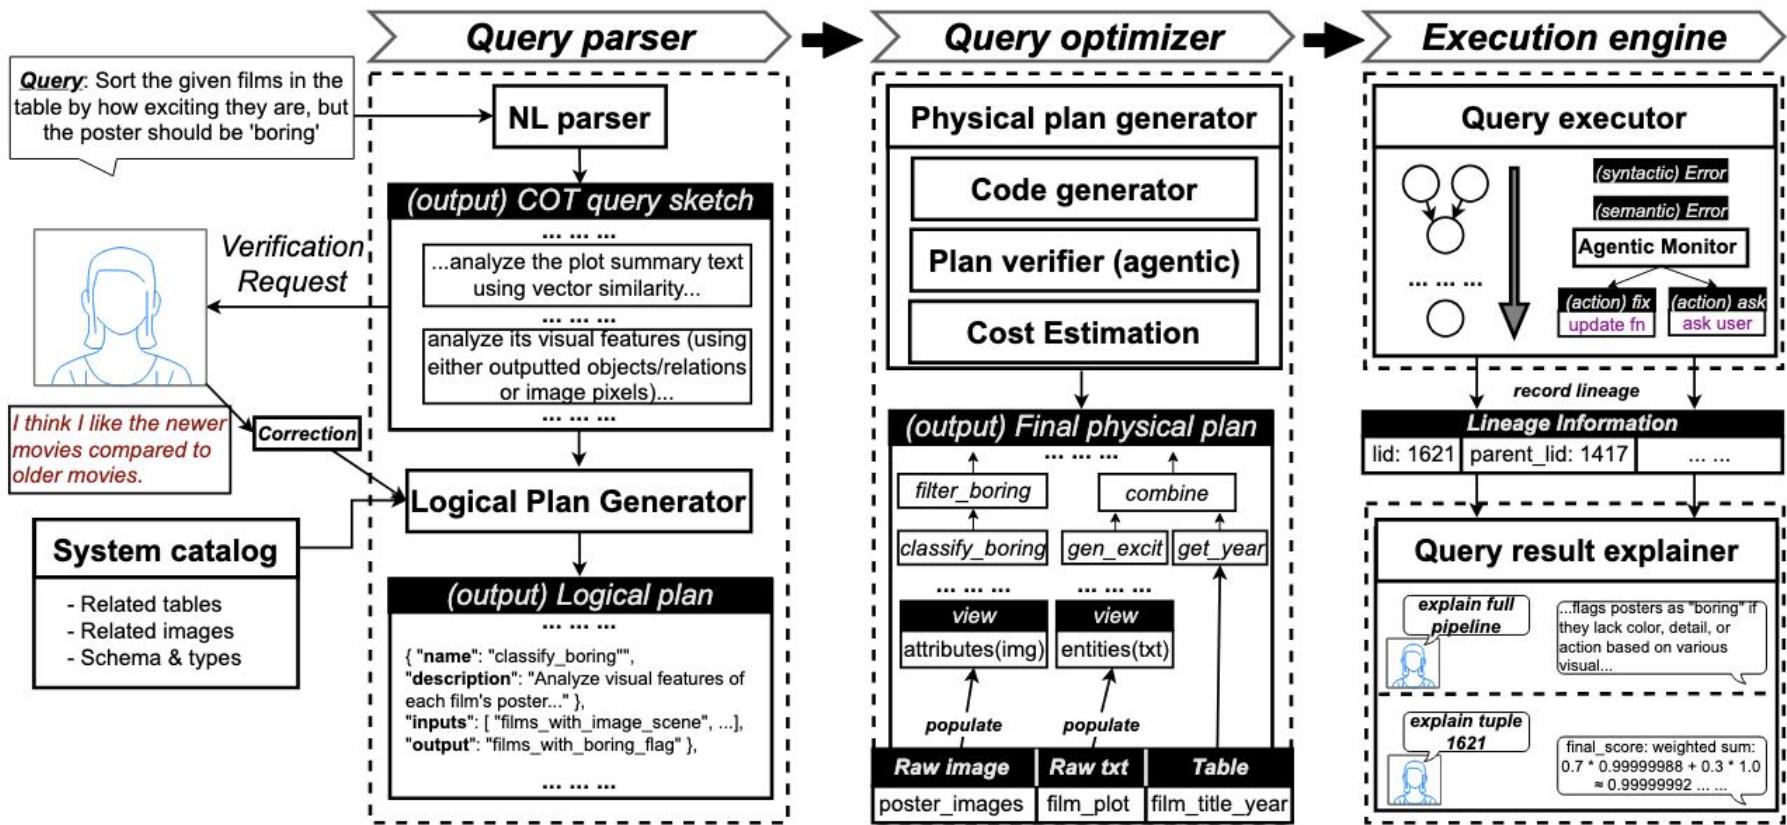 Query parser
Query optimizer
Execution engine
Query: Sort the given films in the
table by how exciting they are, but
the poster should be 'boring'
NL parser
(output) COT query sketch
... ... ...
...analyze the plot summary text
using vector similarity...
... ... ...
analyze its visual features (using
either outputted objects/relations
or image pixels)...
... ... ...
Verification
Request
I think I like the newer
movies compared to
older movies.
Correction
Logical Plan Generator
System catalog
- Related tables
- Related images
- Schema & types
(output) Logical plan
... ... ...
{ "name": "classify_boring"",
"description": "Analyze visual features of
each film's poster..." },
"inputs": [ "films_with_image_scene", ...],
"output": "films_with_boring_flag" },
... ... ...
Physical plan generator
Code generator
Plan verifier (agentic)
Cost Estimation
(output) Final physical plan
... ... ...
filter_boring
combine
classify_boring
gen_excit
get_year
... ... ...
... ... ...
view
attributes(img)
view
entities(txt)
populate
populate
Raw image
Raw txt
Table
poster_images
film_plot
film_title_year
Query executor
(syntactic) Error
(semantic) Error
Agentic Monitor
... ... ...
(action) fix
update fn
(action) ask
ask user
record lineage
Lineage Information
lid: 1621
parent_lid: 1417
... ...
Query result explainer
explain full
pipeline
...flags posters as "boring" if
they lack color, detail, or
action based on various
visual...
explain tuple
1621
final_score: weighted sum:
0.7 * 0.99999988 + 0.3 * 1.0
≈ 0.99999992 ... ...